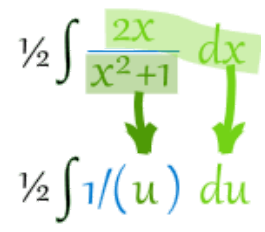 ½ ∫ 2x/(x²+1) dx
½ ∫ 1/(u) du